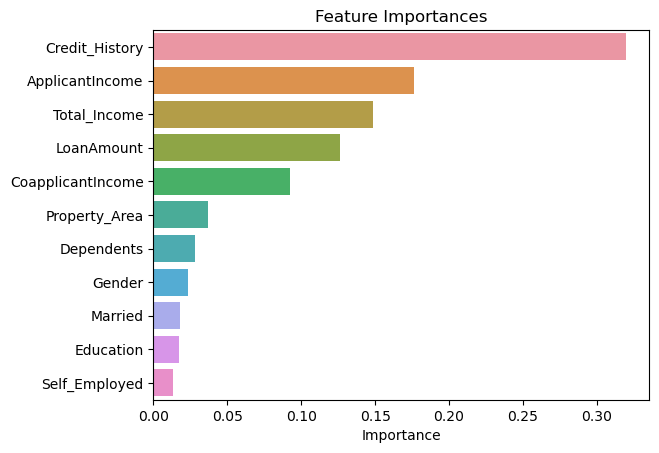 Feature Importances
Credit_History
ApplicantIncome
Total_Income
LoanAmount
CoapplicantIncome
Property_Area
Dependents
Gender
Married
Education
Self_Employed
0.00 0.05 0.10 0.15 0.20 0.25 0.30
Importance